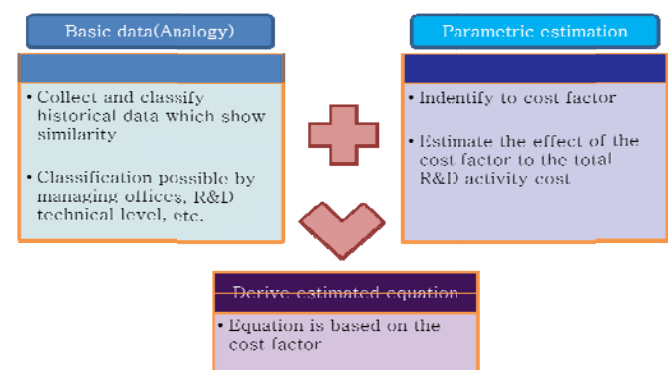 Basic data(Analogy)
• Collect and classify
historical data which show
similarity
• Classification possible by
managing offices, R&D
technical level, etc.
Parametric estimation
• Indentify to cost factor
• Estimate the effect of the
cost factor to the total
R&D activity cost
Derive estimated equation
• Equation is based on the
cost factor